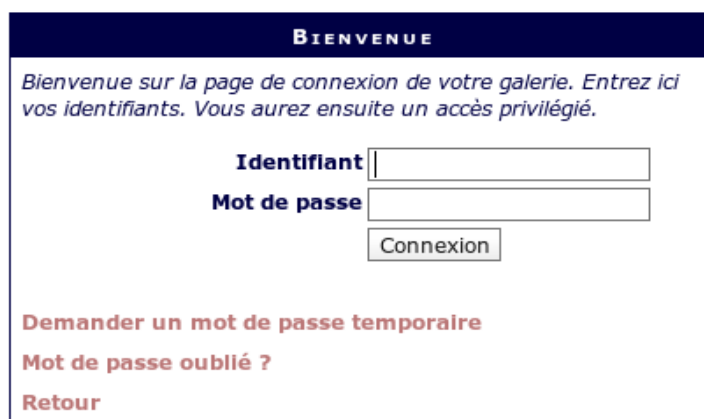 BIENVENUE
Bienvenue sur la page de connexion de votre galerie. Entrez ici
vos identifiants. Vous aurez ensuite un accès privilégié.
Identifiant
Mot de passe
Connexion
Demander un mot de passe temporaire
Mot de passe oublié ?
Retour